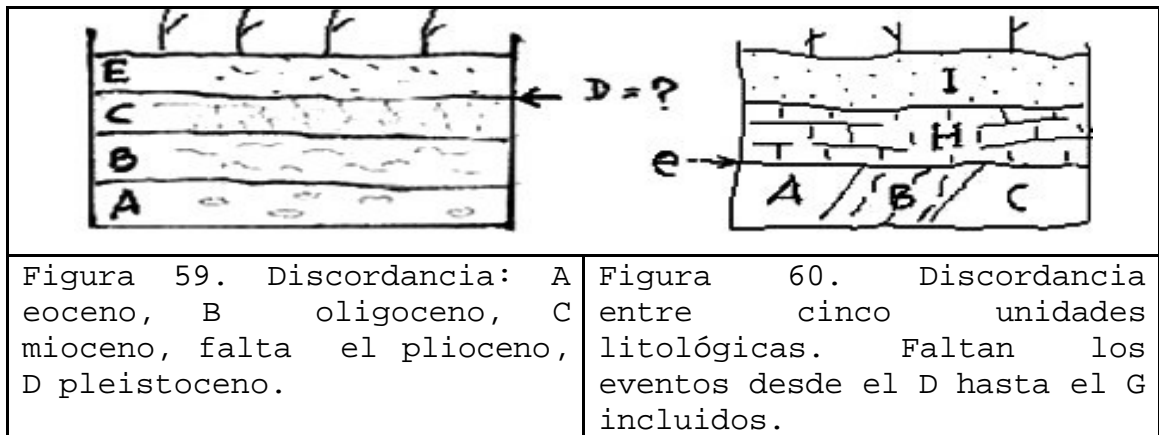 E
C
B
A
D = ?
I
H
e
A
B
C
Figura 59. Discordancia: A
eoceno, B oligoceno, C
mioceno, falta el plioceno,
D pleistoceno.
Figura 60. Discordancia
entre cinco unidades
litológicas. Faltan los
eventos desde el D hasta el G
incluidos.